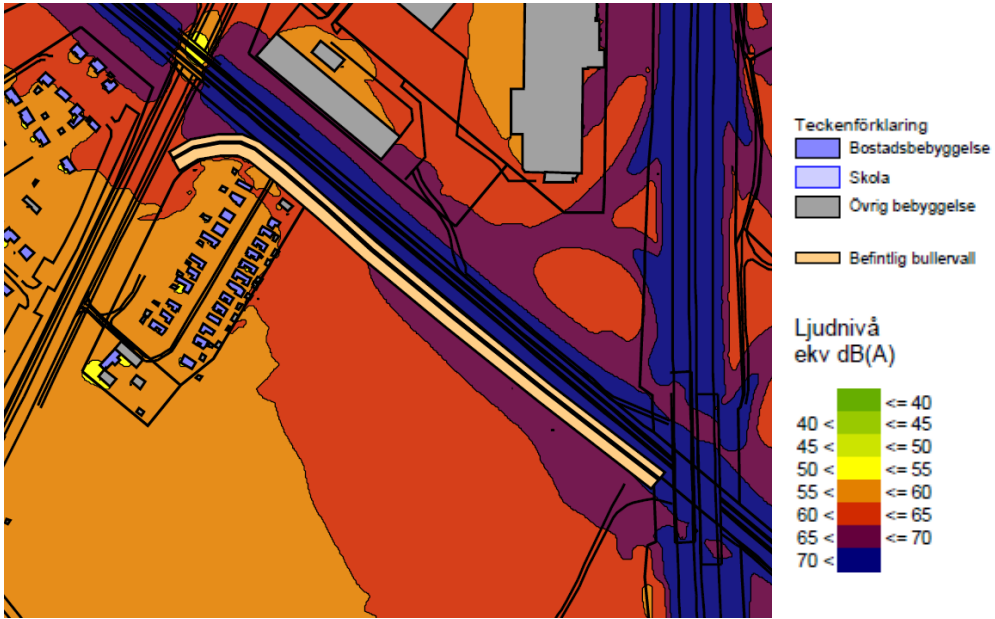 Teckenförklaring
Bostadsbebyggelse
Skola
Övrig bebyggelse
Befintlig bullervall
Ljudnivå
ekv dB(A)
<= 40
40 < <= 45
45 < <= 50
50 < <= 55
55 < <= 60
60 < <= 65
65 < <= 70
70 <